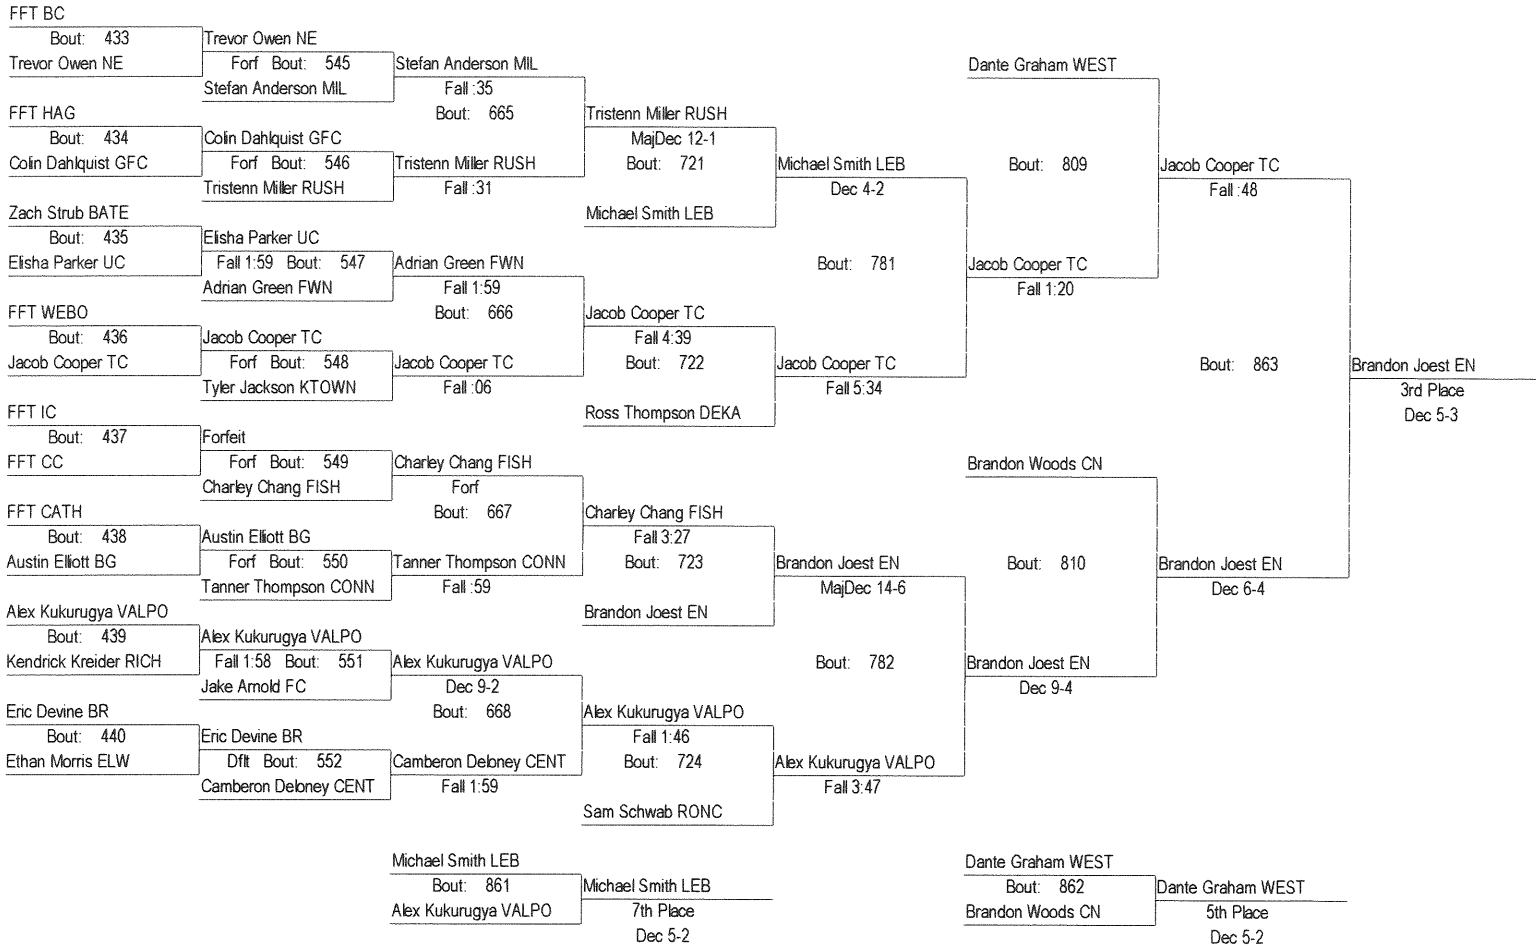 FFT BC
Bout: 433
Trevor Owen NE
Trevor Owen NE
Forf Bout: 545
Stefan Anderson MIL
Stefan Anderson MIL
Fall :35
Bout: 665
FFT HAG
Bout: 434
Colin Dahlquist GFC
Colin Dahlquist GFC
Forf Bout: 546
Tristenn Miller RUSH
Tristenn Miller RUSH
Fall :31
Tristenn Miller RUSH
MajDec 12-1
Bout: 721
Michael Smith LEB
Michael Smith LEB
Dec 4-2
Bout: 781
Zach Strub BATE
Bout: 435
Elisha Parker UC
Elisha Parker UC
Fall 1:59 Bout: 547
Adrian Green FWN
Adrian Green FWN
Fall 1:59
Bout: 666
FFT WEBO
Bout: 436
Jacob Cooper TC
Jacob Cooper TC
Forf Bout: 548
Tyler Jackson KTOWN
Jacob Cooper TC
Fall :06
Jacob Cooper TC
Fall 4:39
Bout: 722
Ross Thompson DEKA
Jacob Cooper TC
Fall 5:34
Dante Graham WEST
Bout: 809
Jacob Cooper TC
Fall 1:20
Jacob Cooper TC
Fall :48
Bout: 863
Brandon Joest EN
3rd Place
Dec 5-3
FFT IC
Bout: 437
FFT CC
Forfeit
Forf Bout: 549
Charley Chang FISH
Charley Chang FISH
Forf
Bout: 667
FFT CATH
Bout: 438
Austin Elliott BG
Austin Elliott BG
Forf Bout: 550
Tanner Thompson CONN
Tanner Thompson CONN
Fall :59
Charley Chang FISH
Fall 3:27
Bout: 723
Brandon Joest EN
Brandon Joest EN
MajDec 14-6
Bout: 782
Alex Kukurugya VALPO
Bout: 439
Kendrick Kreider RICH
Alex Kukurugya VALPO
Fall 1:58 Bout: 551
Jake Arnold FC
Alex Kukurugya VALPO
Dec 9-2
Bout: 668
Eric Devine BR
Bout: 440
Ethan Morris ELW
Eric Devine BR
Dflt Bout: 552
Camberon Deloney CENT
Camberon Deloney CENT
Fall 1:59
Alex Kukurugya VALPO
Fall 1:46
Bout: 724
Sam Schwab RONC
Alex Kukurugya VALPO
Fall 3:47
Brandon Woods CN
Bout: 810
Brandon Joest EN
Dec 9-4
Brandon Joest EN
Dec 6-4
Michael Smith LEB
Bout: 861
Alex Kukurugya VALPO
Michael Smith LEB
7th Place
Dec 5-2
Dante Graham WEST
Bout: 862
Brandon Woods CN
Dante Graham WEST
5th Place
Dec 5-2